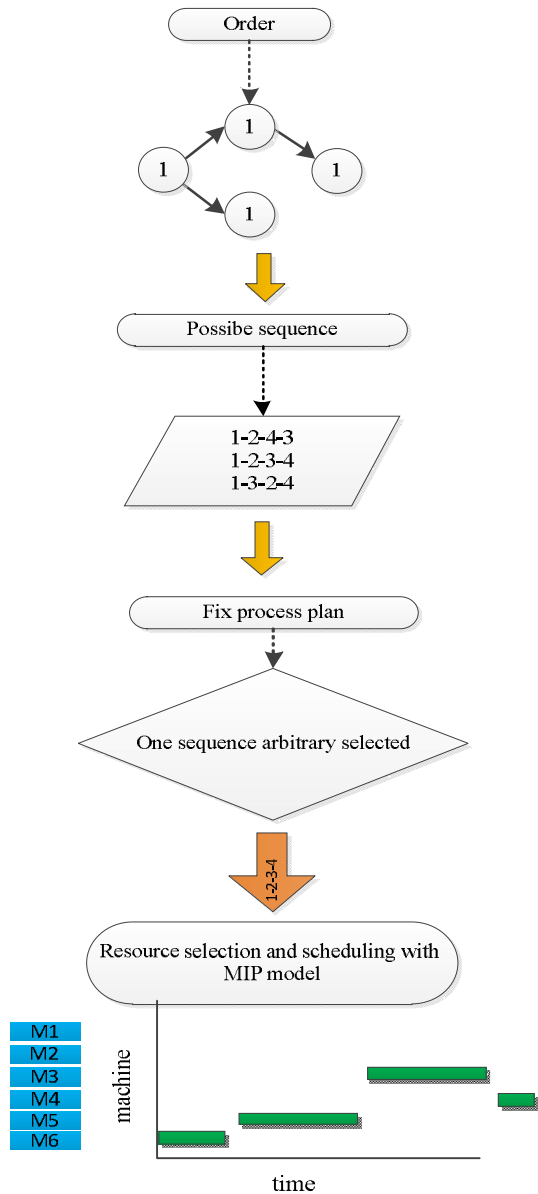 Order
1
1
1
1
Possibe sequence
1-2-4-3
1-2-3-4
1-3-2-4
Fix process plan
One sequence arbitrary selected
1-2-3-4
Resource selection and scheduling with
MIP model
M1
M2
M3
M4
M5
M6
machine
time